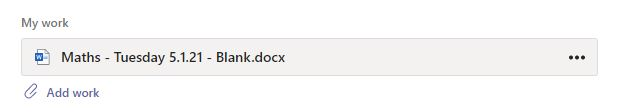 My work
Maths - Tuesday 5.1.21 - Blank.docx
Add work